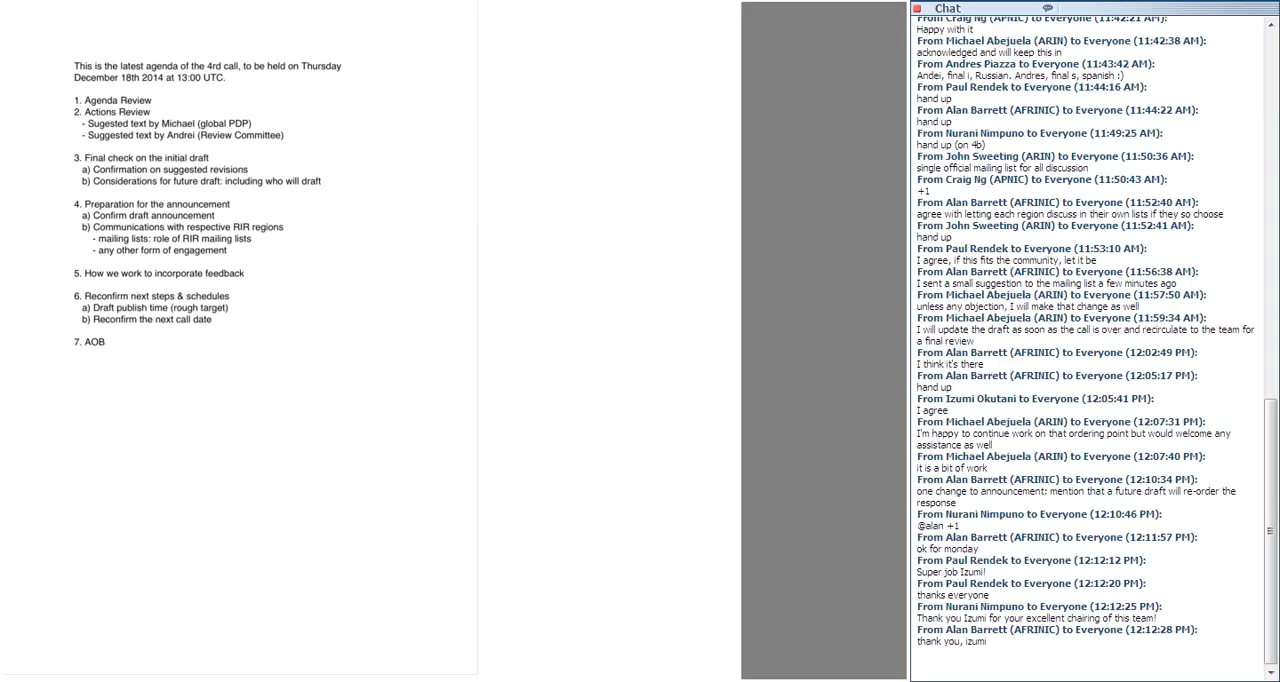 This is the latest agenda of the 4rd call, to be held on Thursday
December 18th 2014 at 13:00 UTC.
1. Agenda Review
2. Actions Review
- Sugested text by Michael (global PDP)
- Suggested text by Andrei (Review Committee)
3. Final check on the initial draft
a) Confirmation on suggested revisions
b) Considerations for future draft: including who will draft
4. Preparation for the announcement
a) Confirm draft announcement
b) Communications with respective RIR regions
- mailing lists: role of RIR mailing lists
- any other form of engagement
5. How we work to incorporate feedback
6. Reconfirm next steps & schedules
a) Draft publish time (rough target)
b) Reconfirm the next call date
7. AOB
Chat
From Craig Ng (APNIC) to Everyone (11:42:21 AM):
Happy with it
From Michael Abejuela (ARIN) to Everyone (11:42:38 AM):
acknowledged and will keep this in
From Andres Piazza to Everyone (11:43:42 AM):
Andei, final i, Russian. Andres, final s, spanish :)
From Paul Rendek to Everyone (11:44:16 AM):
hand up
From Alan Barrett (AFRINIC) to Everyone (11:44:22 AM):
hand up
From Nurani Nimpuno to Everyone (11:49:25 AM):
hand up (on 4b)
From John Sweeting (ARIN) to Everyone (11:50:36 AM):
single official mailing list for all discussion
From Craig Ng (APNIC) to Everyone (11:50:43 AM):
+1
From Alan Barrett (AFRINIC) to Everyone (11:52:40 AM):
agree with letting each region discuss in their own lists if they so choose
From John Sweeting (ARIN) to Everyone (11:52:41 AM):
hand up
From Paul Rendek to Everyone (11:53:10 AM):
I agree, if this fits the community, let it be
From Alan Barrett (AFRINIC) to Everyone (11:56:38 AM):
I sent a small suggestion to the mailing list a few minutes ago
From Michael Abejuela (ARIN) to Everyone (11:57:50 AM):
unless any objection, I will make that change as well
From Michael Abejuela (ARIN) to Everyone (11:59:34 AM):
I will update the draft as soon as the call is over and recirculate to the team for
a final review
From Alan Barrett (AFRINIC) to Everyone (12:02:49 PM):
I think it's there
From Alan Barrett (AFRINIC) to Everyone (12:05:17 PM):
hand up
From Izumi Okutani to Everyone (12:05:41 PM):
I agree
From Michael Abejuela (ARIN) to Everyone (12:07:31 PM):
I'm happy to continue work on that ordering point but would welcome any
assistance as well
From Michael Abejuela (ARIN) to Everyone (12:07:40 PM):
it is a bit of work
From Alan Barrett (AFRINIC) to Everyone (12:10:34 PM):
one change to announcement: mention that a future draft will re-order the
response
From Nurani Nimpuno to Everyone (12:10:46 PM):
@alan +1
From Alan Barrett (AFRINIC) to Everyone (12:11:57 PM):
ok for monday
From Paul Rendek to Everyone (12:12:12 PM):
Super job Izumi!
From Paul Rendek to Everyone (12:12:20 PM):
thanks everyone
From Nurani Nimpuno to Everyone (12:12:25 PM):
Thank you Izumi for your excellent chairing of this team!
From Alan Barrett (AFRINIC) to Everyone (12:12:28 PM):
thank you, izumi